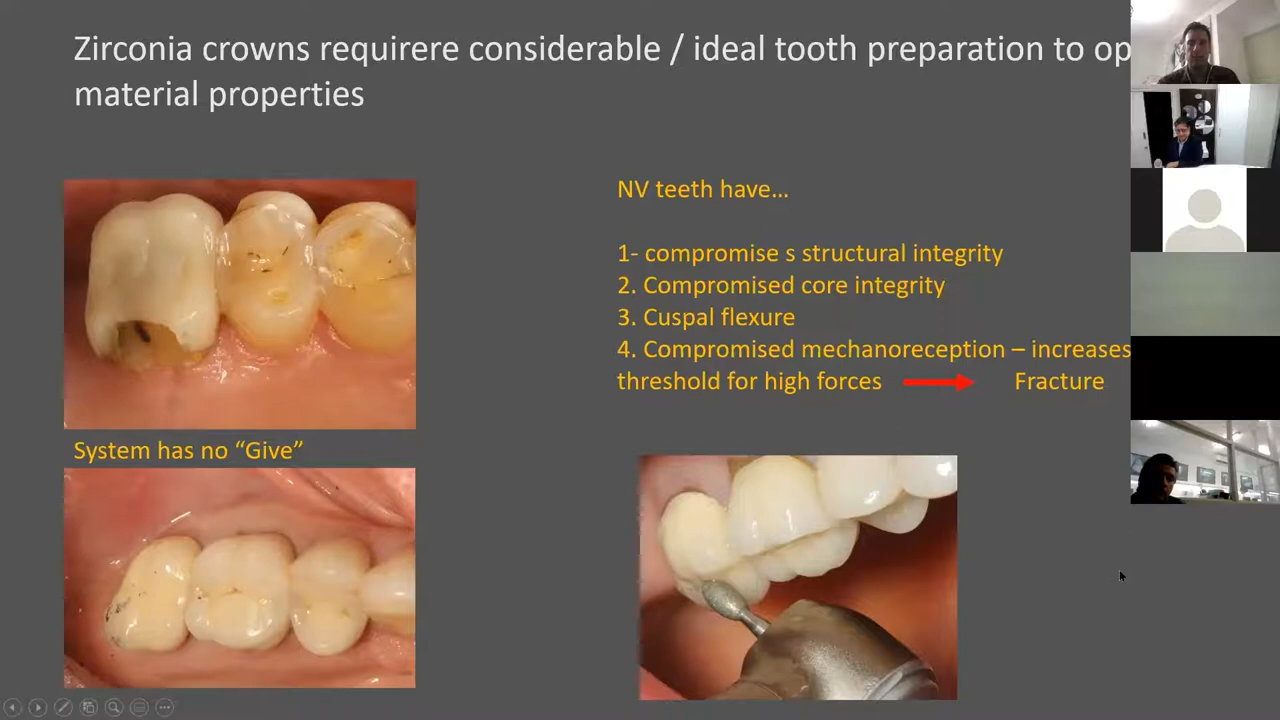 Zirconia crowns requirere considerable / ideal tooth preparation to op
material properties
NV teeth have...
1- compromise s structural integrity
2. Compromised core integrity
3. Cuspal flexure
4. Compromised mechanoreception – increases
threshold for high forces Fracture
System has no “Give”